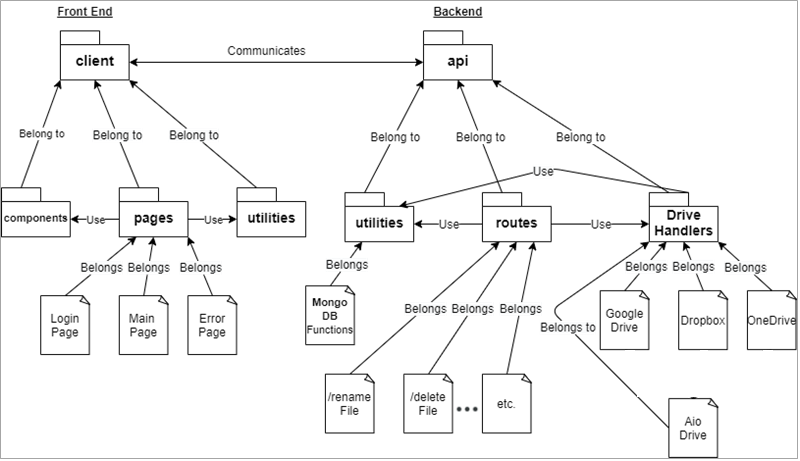 Front End
Backend
client
Communicates
api
Belong to
Belong to
Belong to
Belong to
Belong to
Belong to
components
Use
pages
Use
utilities
utilities
Use
routes
Use
Use
Drive
Handlers
Belongs
Belongs
Belongs
Belongs
Belongs
Belongs
Belongs
Login
Page
Main
Page
Error
Page
Mongo
DB
Functions
Google
Drive
Dropbox
OneDrive
Belongs
Belongs
Belongs
Belongs to
/rename
File
/delete
File
etc.
Aio
Drive